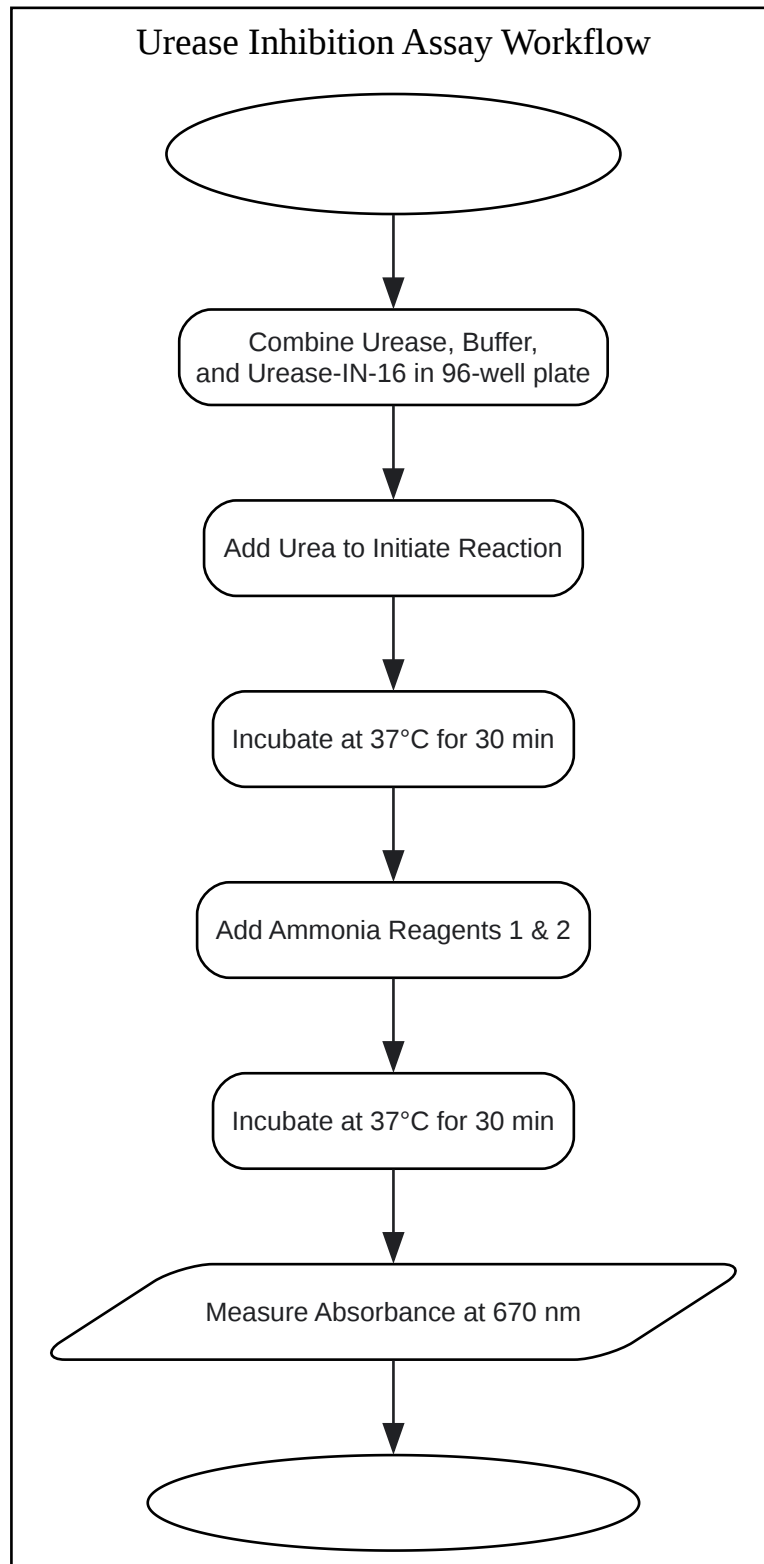 Urease Inhibition Assay Workflow
Combine Urease, Buffer,
and Urease-IN-16 in 96-well plate
Add Urea to Initiate Reaction
Incubate at 37°C for 30 min
Add Ammonia Reagents 1 & 2
Incubate at 37°C for 30 min
Measure Absorbance at 670 nm